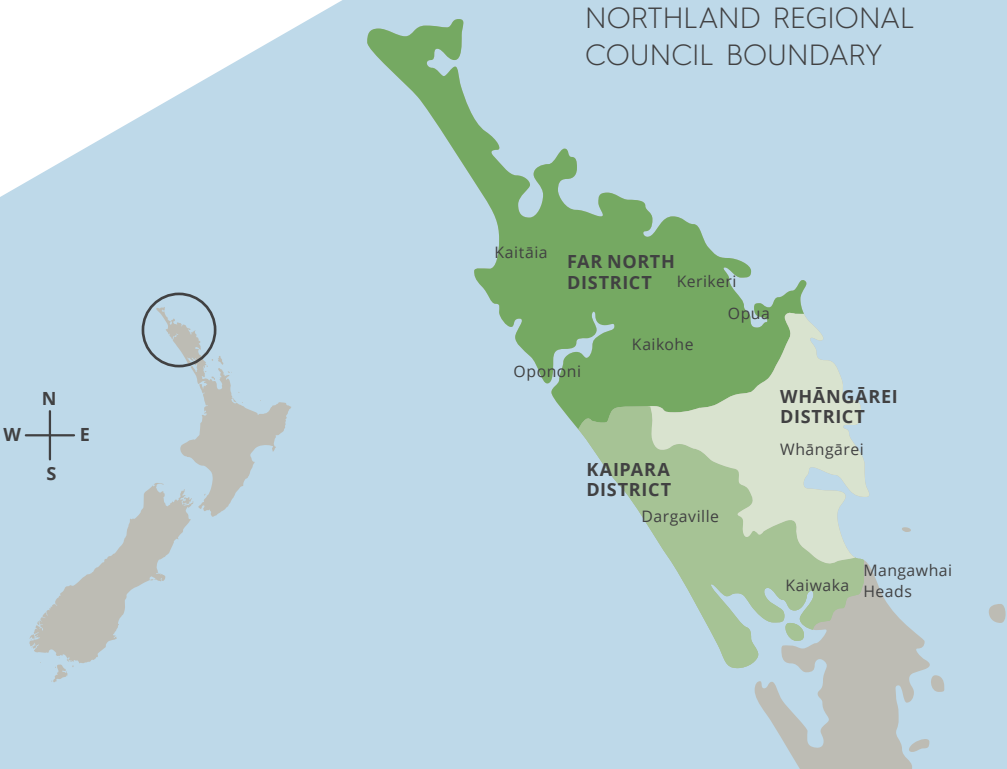 NORTHLAND REGIONAL
COUNCIL BOUNDARY
Kaitāia
FAR NORTH
DISTRICT
Kerikeri
Opua
Kaikohe
Opononi
WHĀNGĀREI
DISTRICT
Whāngārei
KAIPARA
DISTRICT
Dargaville
Kaiwaka
Mangawhai
Heads
N
W E
S